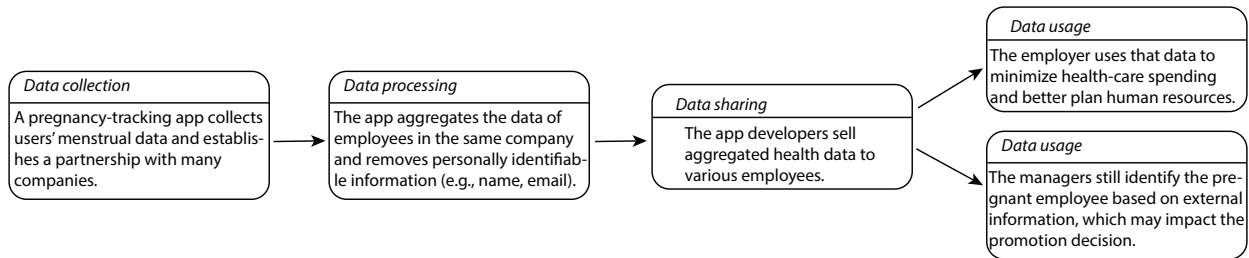 Data collection
A pregnancy-tracking app collects
users’ menstrual data and establis-
hes a partnership with many
companies.
Data processing
The app aggregates the data of
employees in the same company
and removes personally identifiab-
le information (e.g., name, email).
Data sharing
The app developers sell
aggregated health data to
various employees.
Data usage
The employer uses that data to
minimize health-care spending
and better plan human resources.
Data usage
The managers still identify the pre-
gnant employee based on external
information, which may impact the
promotion decision.